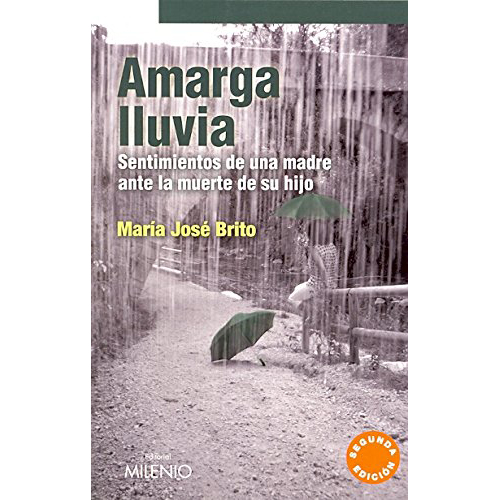 Amarga
lluvia
Sentimientos de una madre
ante la muerte de su hijo
María José Brito
SEGUNDA
EDICIÓN
Editorial
MILENIO